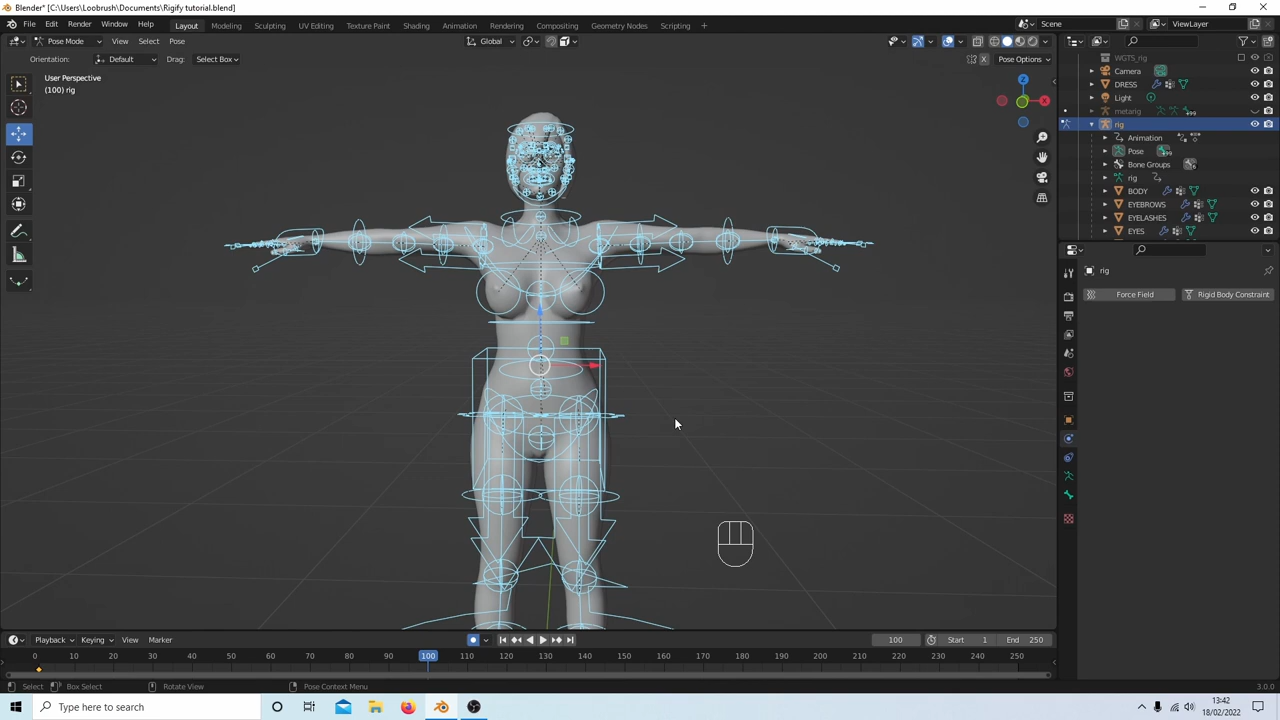 Blender* [C:\Users\Loobrush\Documents\Rigify tutorial.blend]
File Edit Render Window Help Layout Modeling Sculpting UV Editing Texture Paint Shading Animation Rendering Compositing Geometry Nodes Scripting + Scene ViewLayer
Pose Mode View Select Pose Global
Orientation: Default Drag: Select Box X Pose Options
User Perspective
(100) rig
Z
X
WGTS_rig
Camera
DRESS
Light
metarig 99
rig
Animation
Pose 99
Bone Groups 6
rig
BODY
EYEBROWS
EYELASHES
EYES
rig
Force Field Rigid Body Constraint
Playback Keying View Marker 100 Start 1 End 250
0 10 20 30 40 50 60 70 80 90 100 110 120 130 140 150 160 170 180 190 200 210 220 230 240 250
Select Box Select Rotate View Pose Context Menu 3.0.0
Type here to search
13:42
18/02/2022